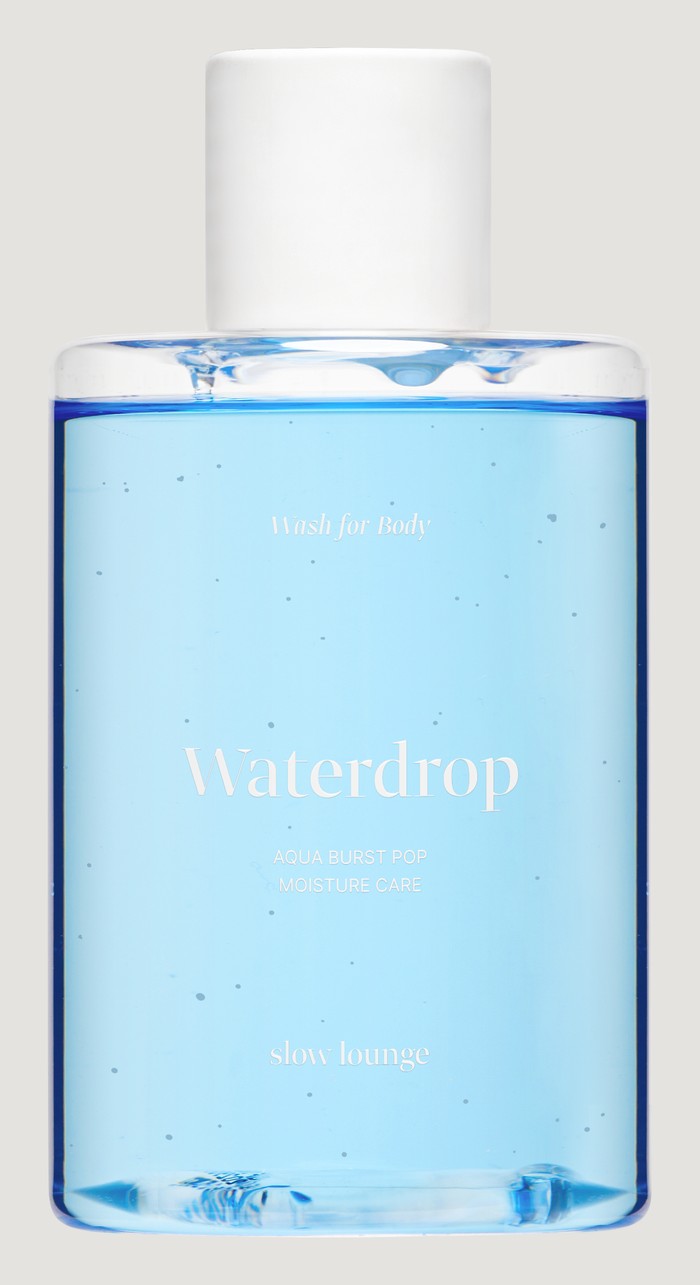 Wash for Body
Waterdrop
AQUA BURST POP
MOISTURE CARE
slow lounge